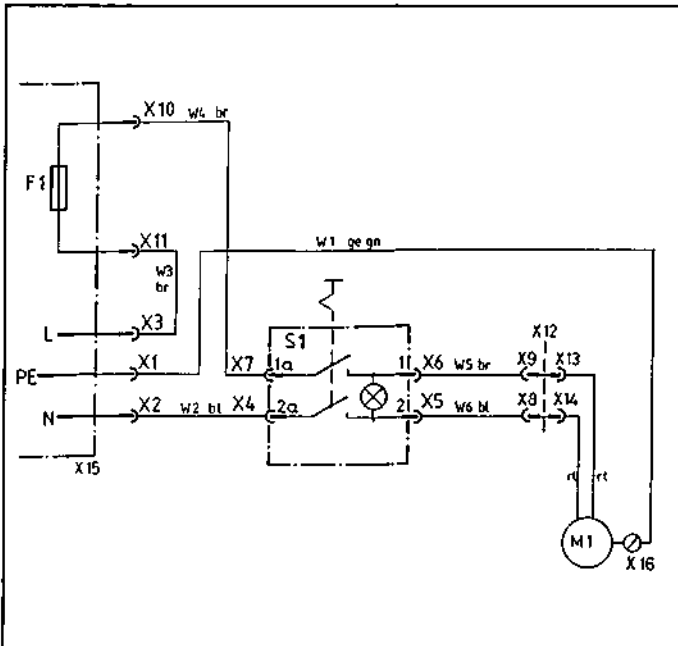 X10 W4 br
F1
X11
W1 ge gn
W3
br
L X3
S1
X12
PE X1 X7 1a 1 X6 W5 br X9 X13
N X2 W2 bl X4 2a 2 X5 W6 bl X8 X14
X15
rt rt
M1
X16